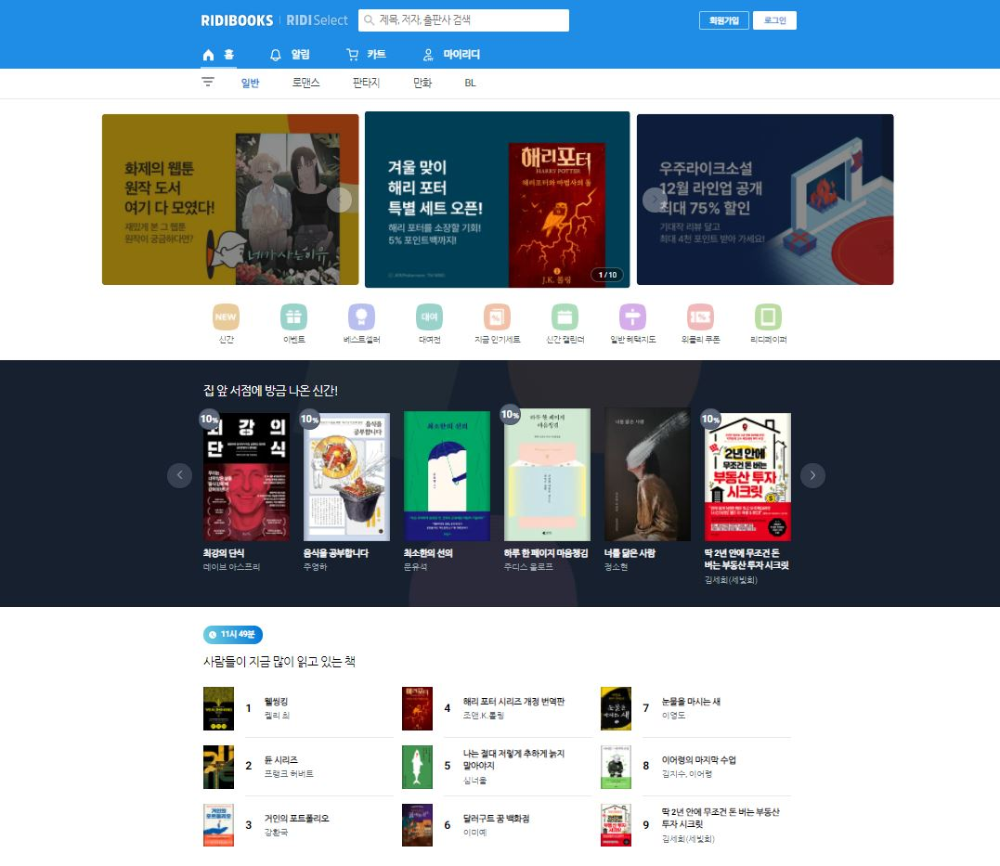 RIDIBOOKS
RIDI Select
제목, 저자, 출판사 검색
회원가입
로그인
홈
알림
카트
마이리디
일반
로맨스
판타지
만화
BL
화제의 웹툰
원작 도서
여기 다 모였다!
재밌게 본 그 웹툰
원작이 궁금하다면?
네가 사는 이유
겨울 맞이
해리 포터
특별 세트 오픈!
해리 포터를 소장할 기회!
5% 포인트백까지!
해리포터
HARRY POTTER
해리포터와 마법사의 돌
J.K. 롤링
1 / 10
우주라이크소설
12월 라인업 공개
최대 75% 할인
기대작 리뷰 달고
최대 4천 포인트 받아 가세요!
NEW
대여
신간
이벤트
베스트셀러
대여전
지금 인기세트
신간 캘린더
일반 혜택지도
위클리 쿠폰
리디페이퍼
집 앞 서점에 방금 나온 신간!
10%
최강의
단식
10%
음식을
공부합니다
최소한의 선의
10%
하루 한 페이지
마음챙김
너를 닮은 사람
10%
딱
2년 안에
무조건 돈 버는
부동산 투자
시크릿
최강의 단식
데이브 아스프리
음식을 공부합니다
주영하
최소한의 선의
문유석
하루 한 페이지 마음챙김
주디스 올로프
너를 닮은 사람
정소현
딱 2년 안에 무조건 돈
버는 부동산 투자 시크릿
김세희(세빛희)
11시 49분
사람들이 지금 많이 읽고 있는 책
1
웰씽킹
켈리 최
2
듄 시리즈
프랭크 허버트
3
거인의 포트폴리오
강환국
4
해리 포터 시리즈 개정 번역판
조앤.K.롤링
5
나는 절대 저렇게 추하게 늙지
말아야지
심너울
6
달러구트 꿈 백화점
이미예
7
눈물을 마시는 새
이영도
8
이어령의 마지막 수업
김지수, 이어령
9
딱 2년 안에 무조건 돈 버는 부동산
투자 시크릿
김세희(세빛희)